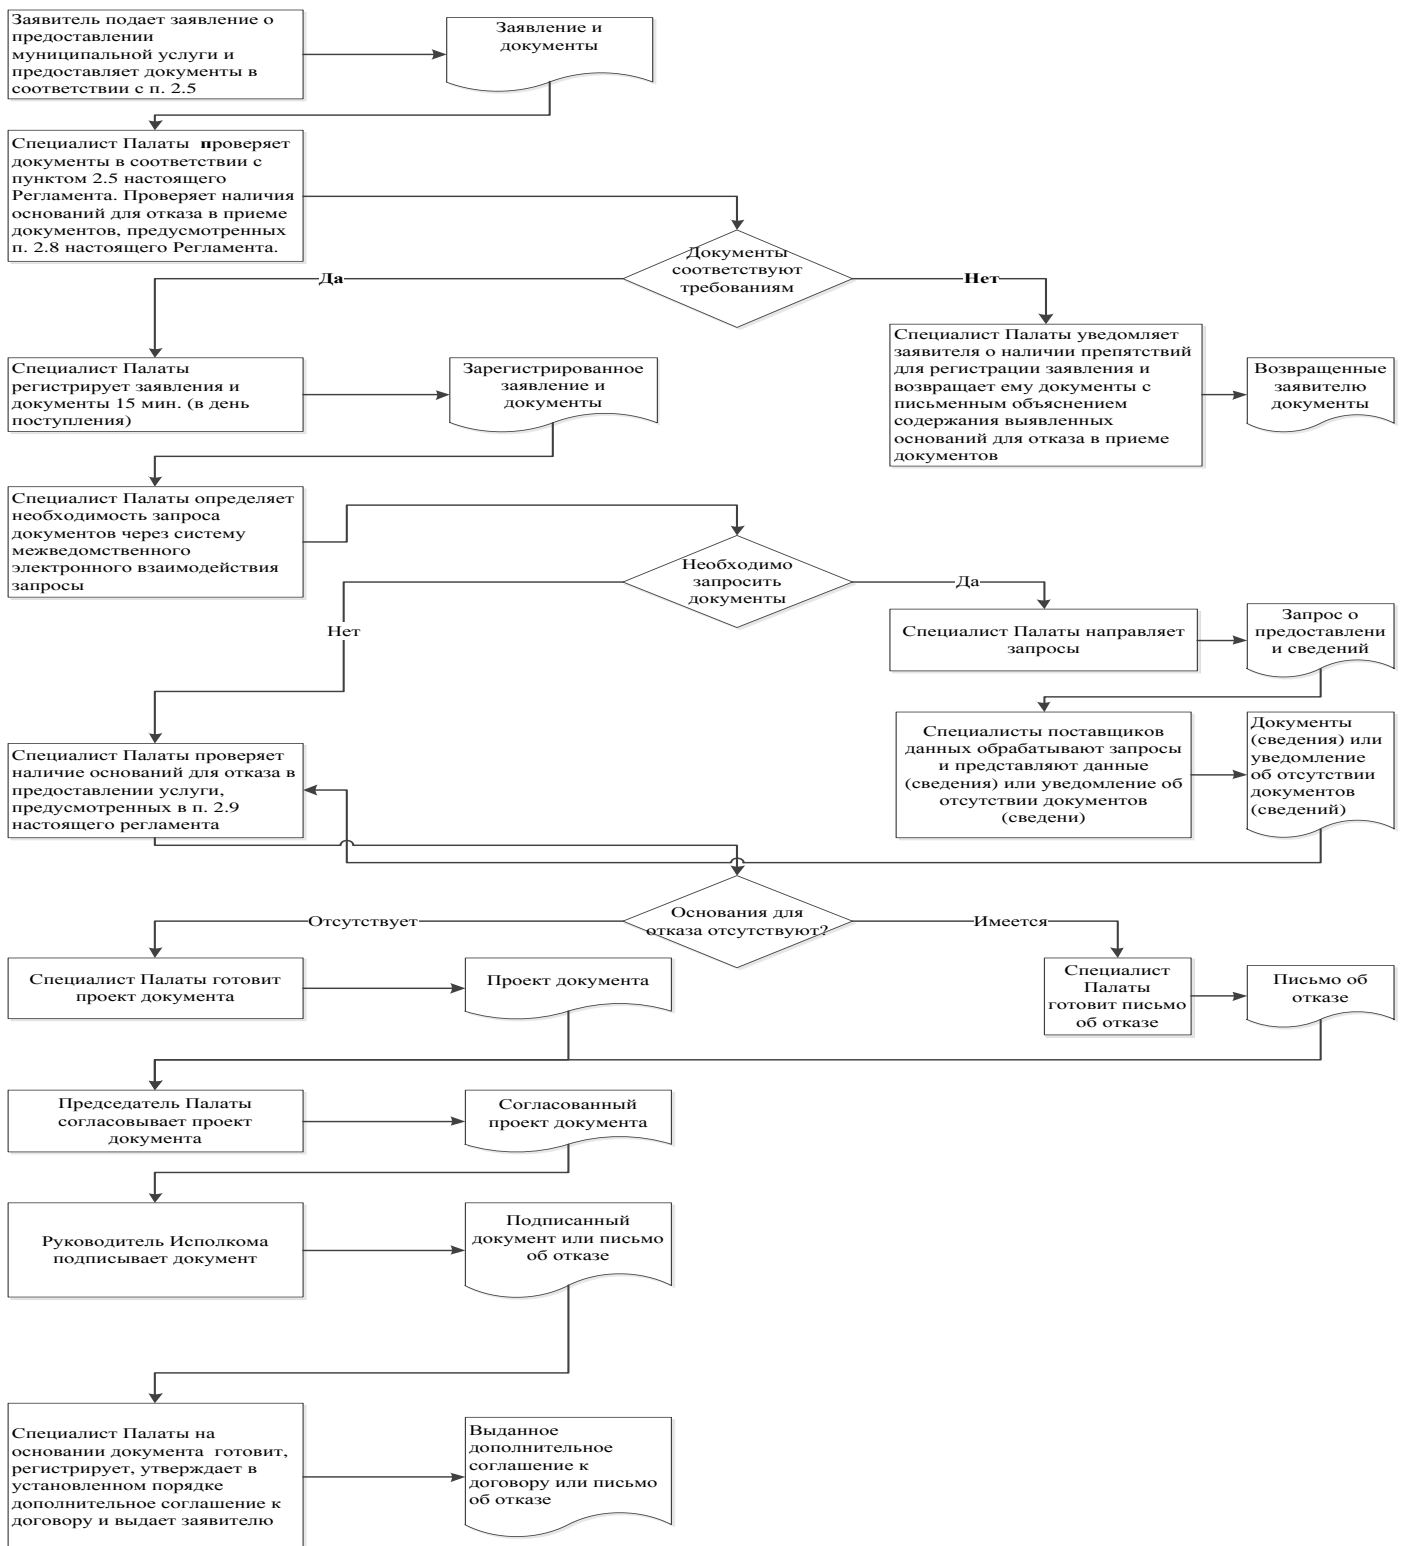 Заявитель подает заявление о
предоставлении
муниципальной услуги и
предоставляет документы в
соответствии с п. 2.5
Заявление и
документы
Специалист Палаты проверяет
документы в соответствии с
пунктом 2.5 настоящего
Регламента. Проверяет наличия
оснований для отказа в приеме
документов, предусмотренных
п. 2.8 настоящего Регламента.
Документы
соответствуют
требованиям
Да
Нет
Специалист Палаты
регистрирует заявления и
документы 15 мин. (в день
поступления)
Зарегистрированное
заявление и
документы
Специалист Палаты уведомляет
заявителя о наличии препятствий
для регистрации заявления и
возвращает ему документы с
письменным объяснением
содержания выявленных
оснований для отказа в приеме
документов
Возвращенные
заявителю
документы
Специалист Палаты определяет
необходимость запроса
документов через систему
межведомственного
электронного взаимодействия
запросы
Необходимо
запросить
документы
Да
Нет
Специалист Палаты направляет
запросы
Запрос о
предоставлени
и сведений
Специалисты поставщиков
данных обрабатывают запросы
и представляют данные
(сведения) или уведомление об
отсутствии документов
(сведени)
Документы
(сведения) или
уведомление
об отсутствии
документов
(сведений)
Специалист Палаты проверяет
наличие оснований для отказа в
предоставлении услуги,
предусмотренных в п. 2.9
настоящего регламента
Основания для
отказа отсутствуют?
Отсутствует
Имеется
Специалист Палаты готовит
проект документа
Проект документа
Специалист
Палаты
готовит письмо
об отказе
Письмо об
отказе
Председатель Палаты
согласовывает проект
документа
Согласованный
проект документа
Руководитель Исполкома
подписывает документ
Подписанный
документ или письмо
об отказе
Специалист Палаты на
основании документа готовит,
регистрирует, утверждает в
установленном порядке
дополнительное соглашение к
договору и выдает заявителю
Выданное
дополнительное
соглашение к
договору или письмо
об отказе